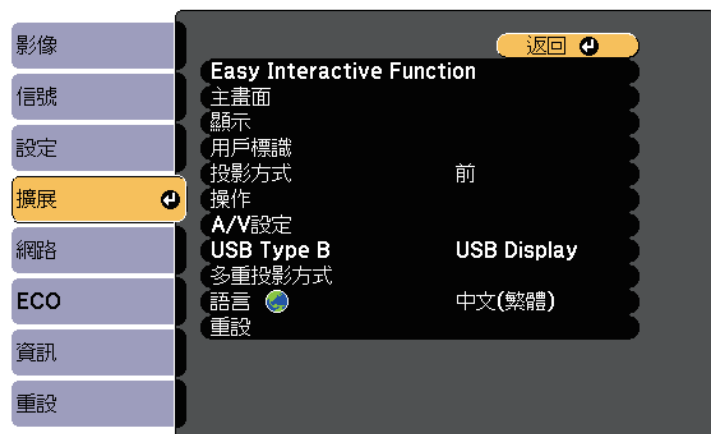 影像
信號
設定
擴展
網路
ECO
資訊
重設
返回
Easy Interactive Function
主畫面
顯示
用戶標識
投影方式 前
操作
A/V設定
USB Type B USB Display
多重投影方式
語言 中文(繁體)
重設